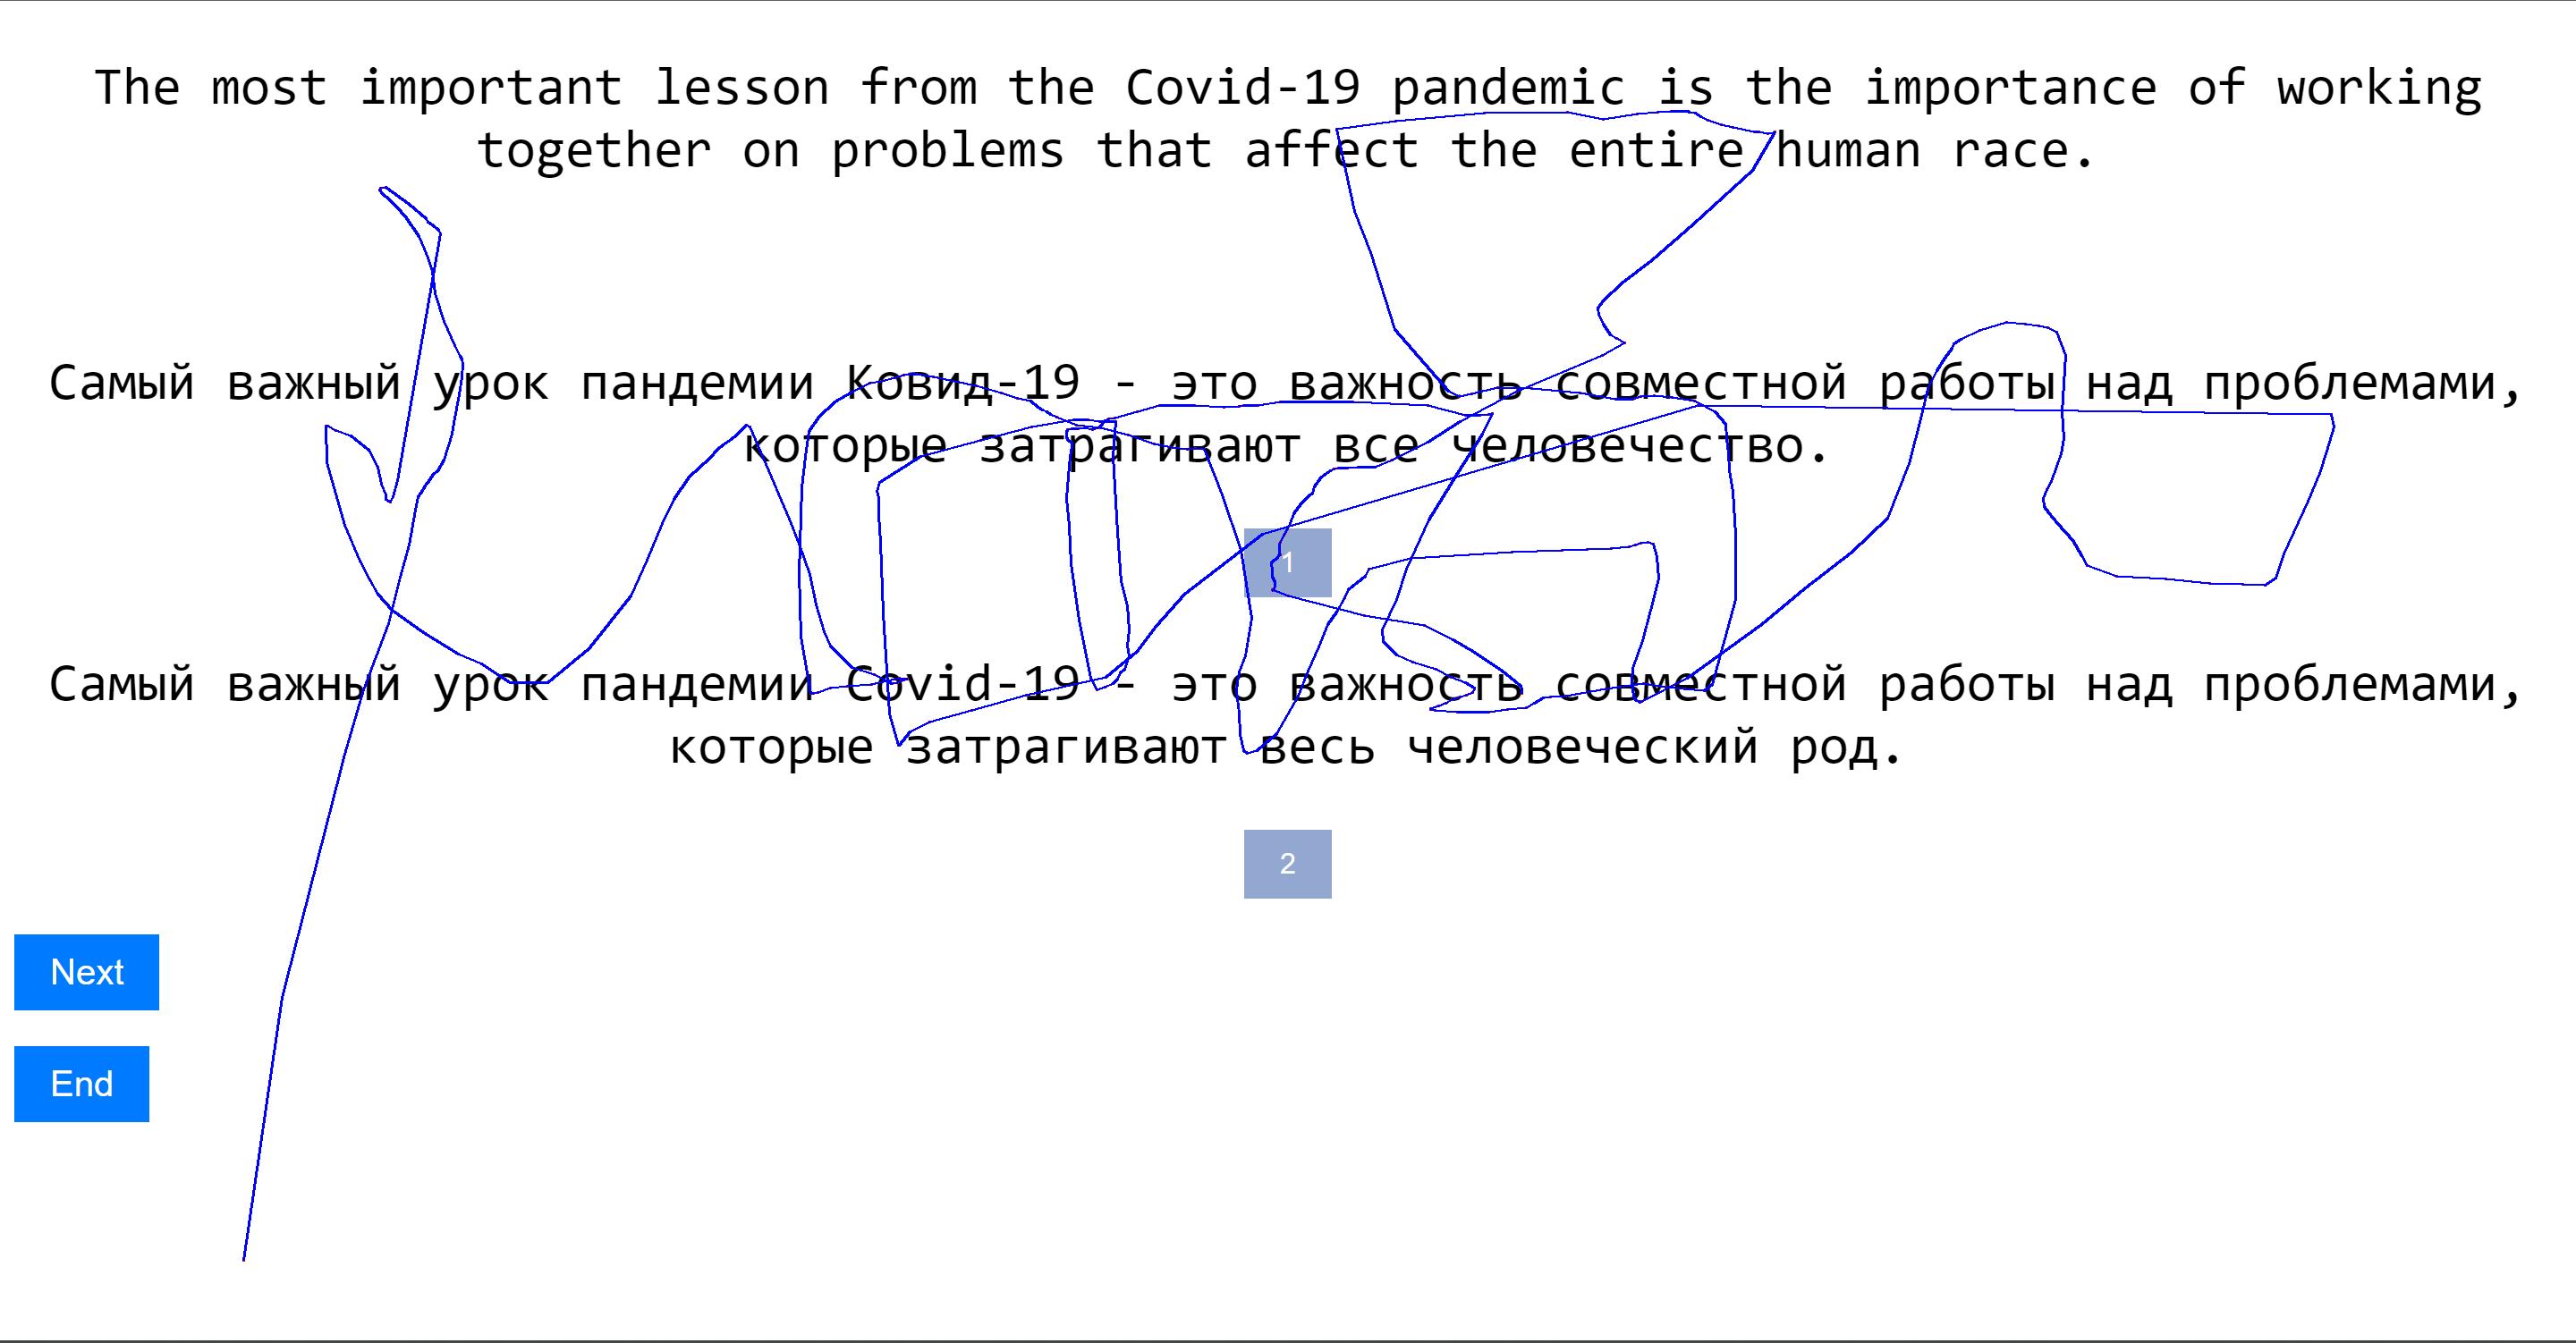 The most important lesson from the Covid-19 pandemic is the importance of working
together on problems that affect the entire human race.
Самый важный урок пандемии Ковид-19 - это важность совместной работы над проблемами,
которые затрагивают все человечество.
1
Самый важный урок пандемии Covid-19 - это важность совместной работы над проблемами,
которые затрагивают весь человеческий род.
2
Next
End